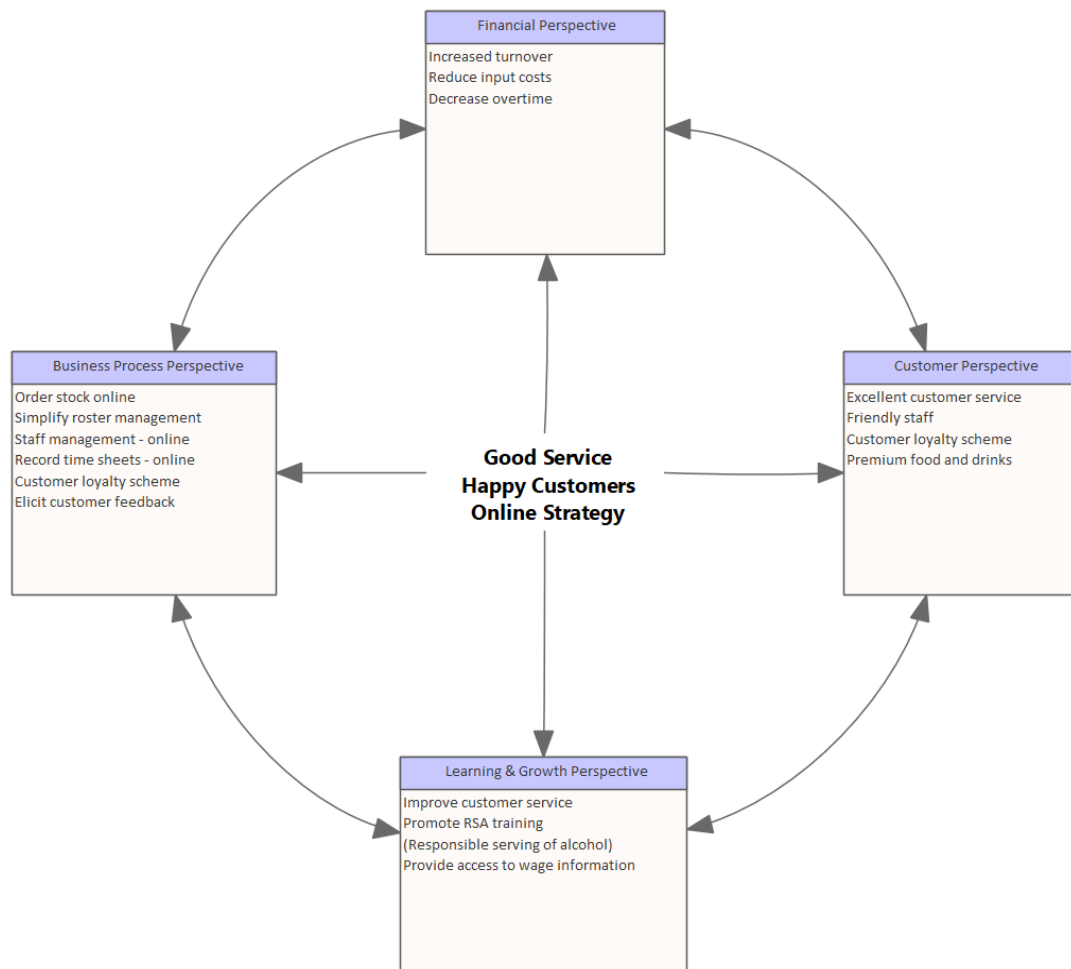 Financial Perspective
Increased turnover
Reduce input costs
Decrease overtime
Business Process Perspective
Order stock online
Simplify roster management
Staff management - online
Record time sheets - online
Customer loyalty scheme
Elicit customer feedback
Good Service
Happy Customers
Online Strategy
Customer Perspective
Excellent customer service
Friendly staff
Customer loyalty scheme
Premium food and drinks
Learning & Growth Perspective
Improve customer service
Promote RSA training
(Responsible serving of alcohol)
Provide access to wage information